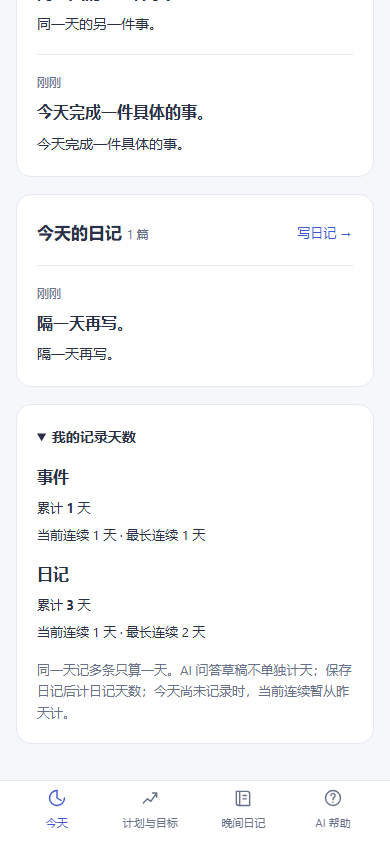 同一天的另一件事。
刚刚
今天完成一件具体的事。
今天完成一件具体的事。
今天的日记 1 篇
写日记 →
刚刚
隔一天再写。
隔一天再写。
▼ 我的记录天数
事件
累计 1 天
当前连续 1 天 · 最长连续 1 天
日记
累计 3 天
当前连续 1 天 · 最长连续 2 天
同一天记多条只算一天。AI 问答草稿不单独计天；保存
日记后计日记天数；今天尚未记录时，当前连续暂从昨
天计。
今天
计划与目标
晚间日记
AI 帮助